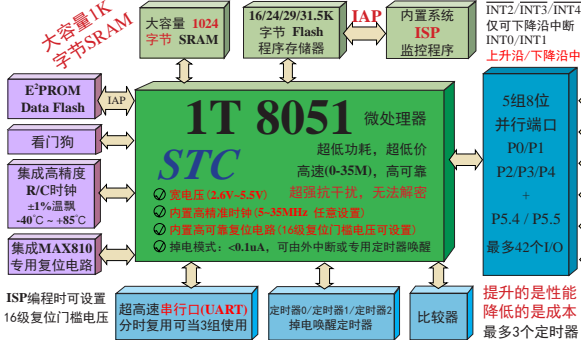 大容量1K
字节SRAM
大容量 1024
字节 SRAM
16/24/29/31.5K
字节 Flash
程序存储器
IAP
内置系统
ISP
监控程序
INT2/INT3/INT4
仅可下降沿中
INT0/INT1
上升沿/下降沿中
E²PROM
Data Flash
IAP
看门狗
集成高精度
R/C时钟
±1%温飘
-40℃ ~ +85℃
集成MAX810
专用复位电路
ISP编程时可设置
16级复位门槛电压
1T 8051 微处理器
STC
超低功耗，超低价
高速(0-35M)，高可靠
超强抗干扰，无法解密
宽电压(2.6V~5.5V)
内置高精准时钟(5~35MHz 任意设置)
内置高可靠复位电路(16级复位门槛电压可设置)
掉电模式：<0.1uA，可由外中断或专用定时器唤醒
5组8位
并行端口
P0/P1
P2/P3/P4
+
P5.4 / P5.5
最多42个I/O
超高速串行口(UART)
分时复用可当3组使用
定时器0/定时器1/定时器2
掉电唤醒定时器
比较器
提升的是性能
降低的是成本
最多3个定时器